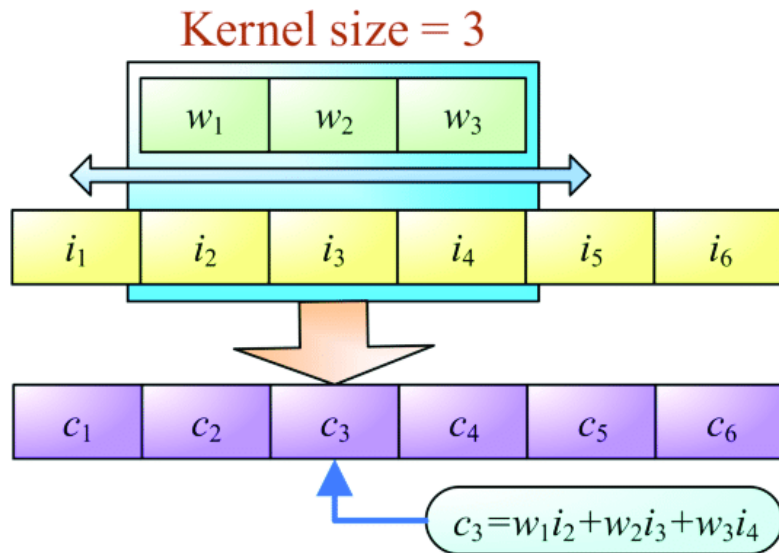 Kernel size = 3
w₁ w₂ w₃
i₁ i₂ i₃ i₄ i₅ i₆
c₁ c₂ c₃ c₄ c₅ c₆
c₃=w₁i₂+w₂i₃+w₃i₄